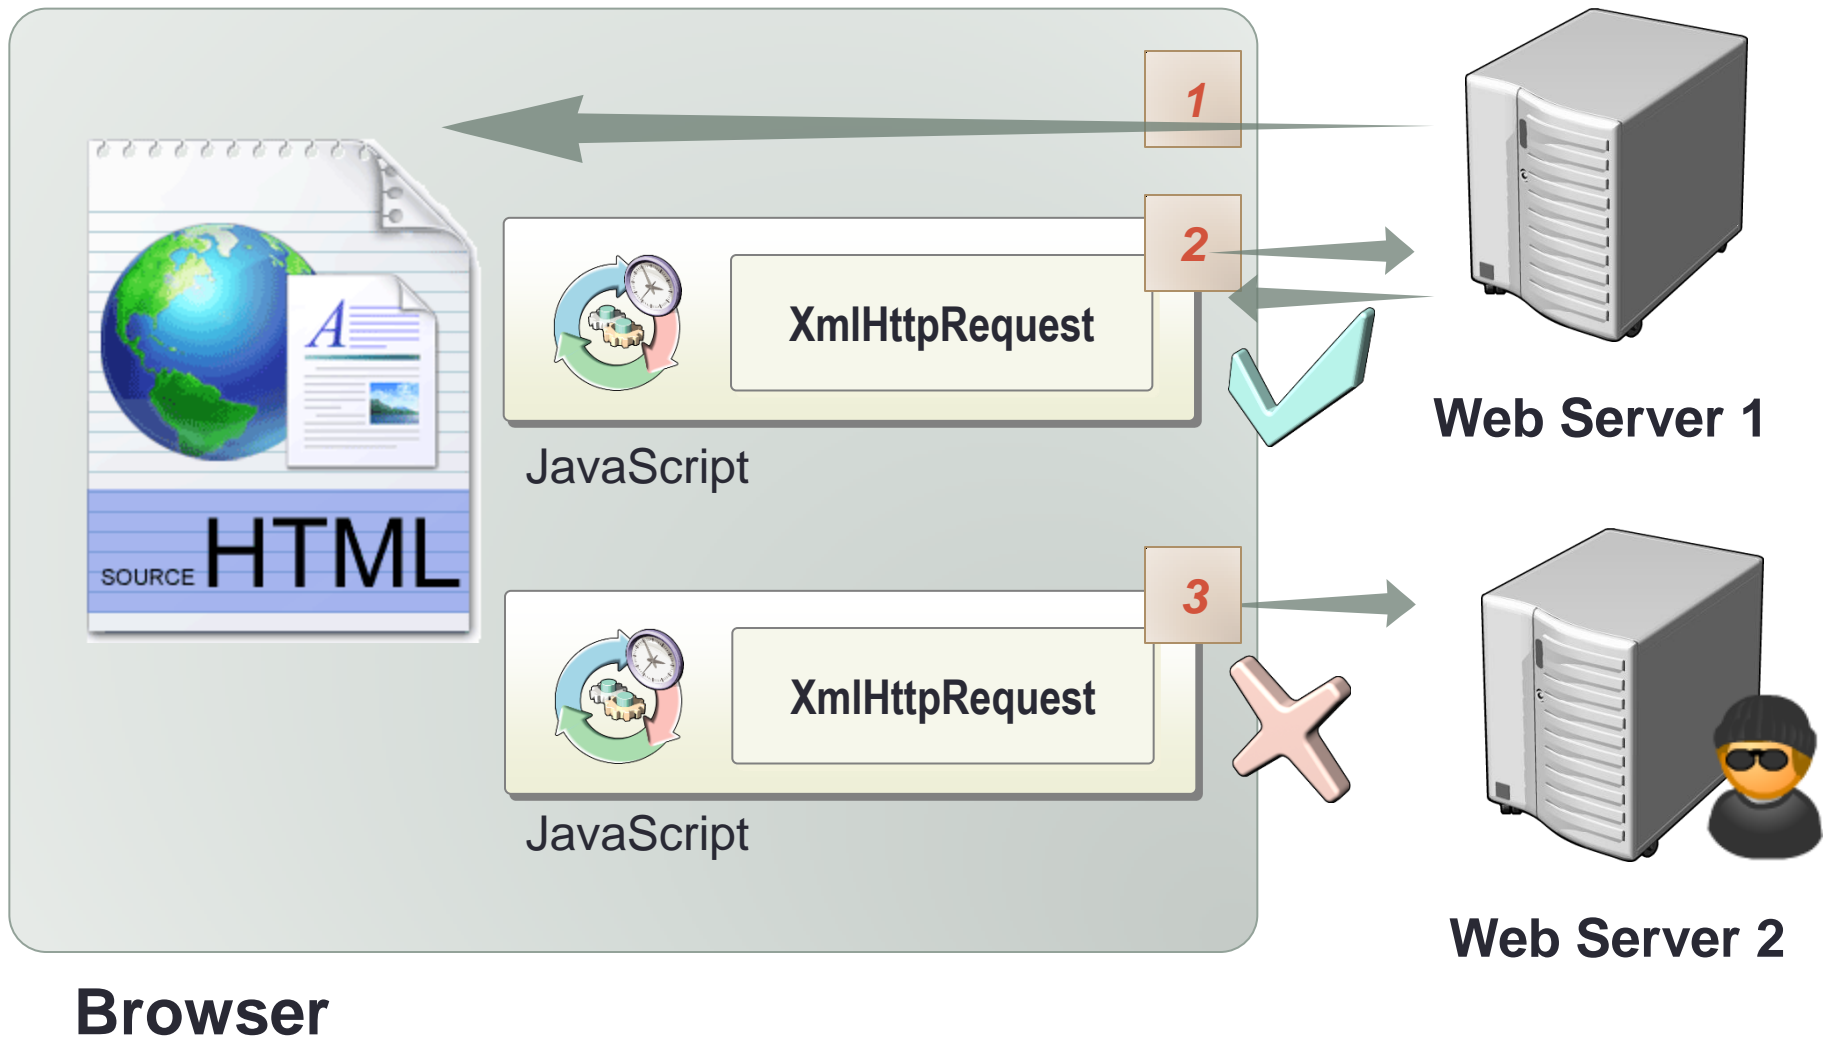 1
2
XmlHttpRequest
JavaScript
Web Server 1
A
SOURCE HTML
3
XmlHttpRequest
JavaScript
Web Server 2
Browser